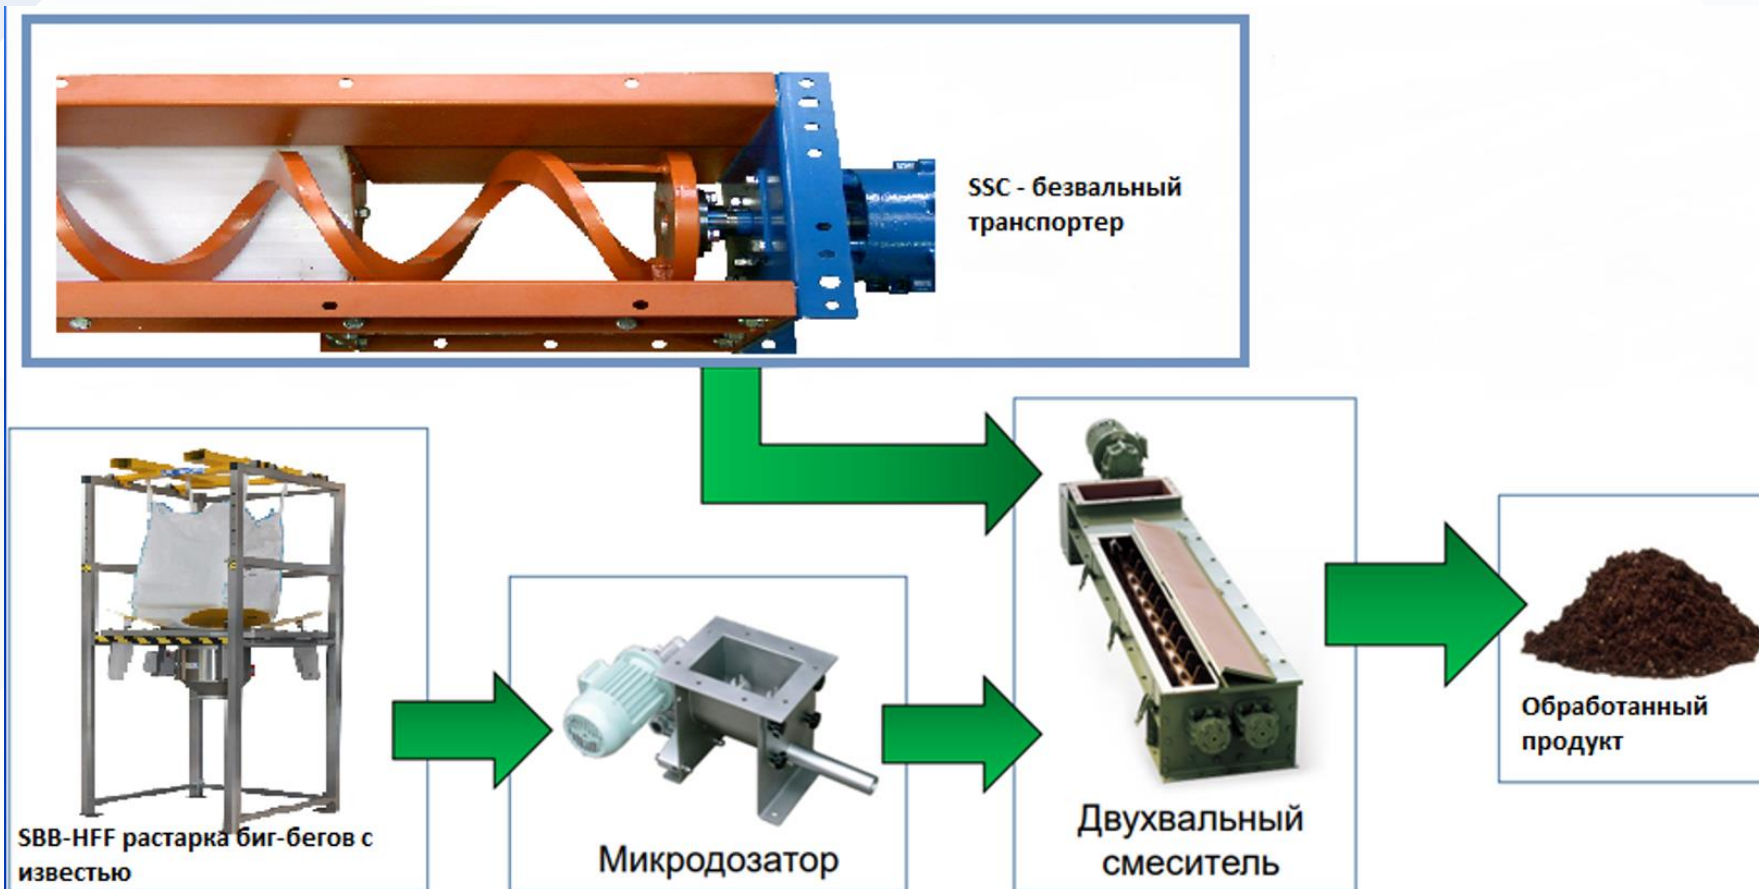 SSC - безвальный
транспортер
SBB-HFF растарка биг-бегов с
известью
Микродозатор
Двухвальный
смеситель
Обработанный
продукт